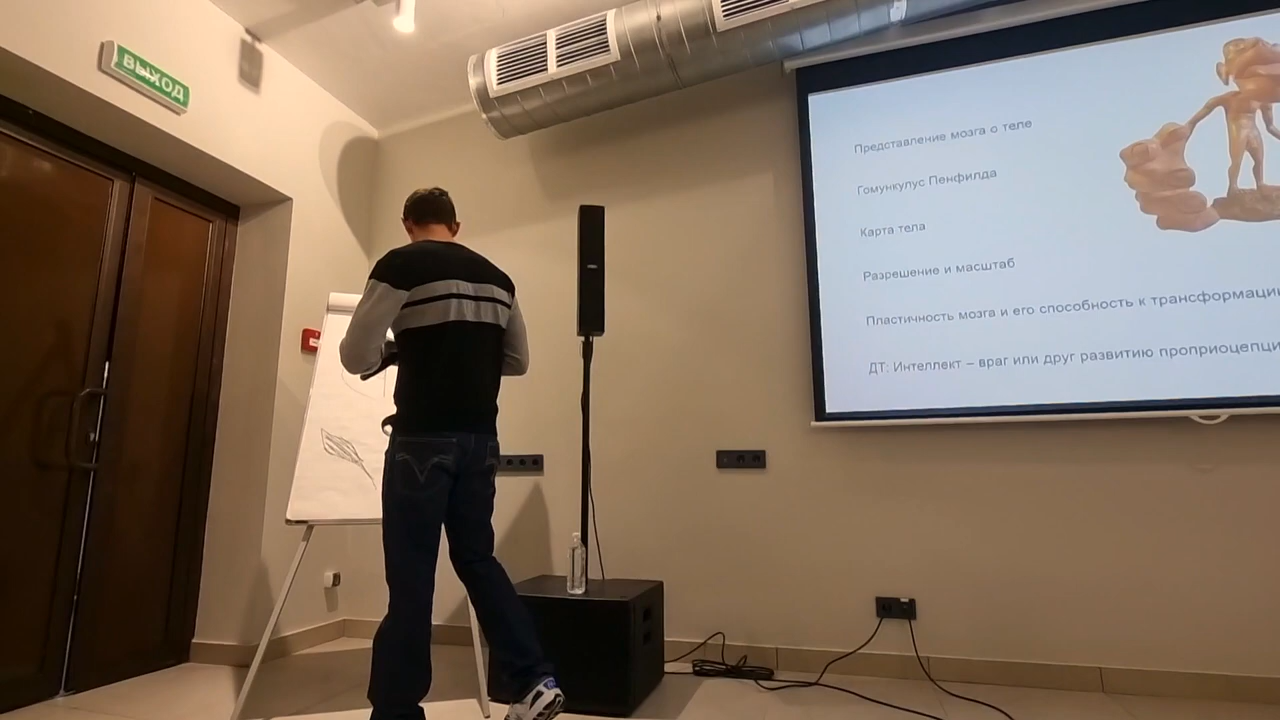 ВЫХОД
Представление мозга о теле
Гомункулус Пенфилда
Карта тела
Разрешение и масштаб
Пластичность мозга и его способность к трансформации
ДТ: Интеллект – враг или друг развитию проприоцепци